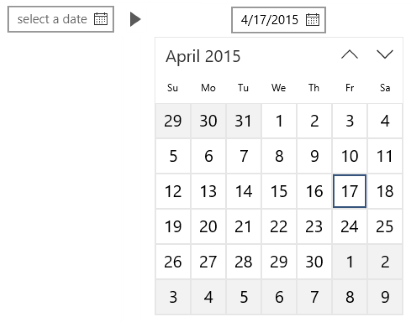 select a date
4/17/2015
April 2015
Su Mo Tu We Th Fr Sa
29 30 31 1 2 3 4
5 6 7 8 9 10 11
12 13 14 15 16 17 18
19 20 21 22 23 24 25
26 27 28 29 30 1 2
3 4 5 6 7 8 9